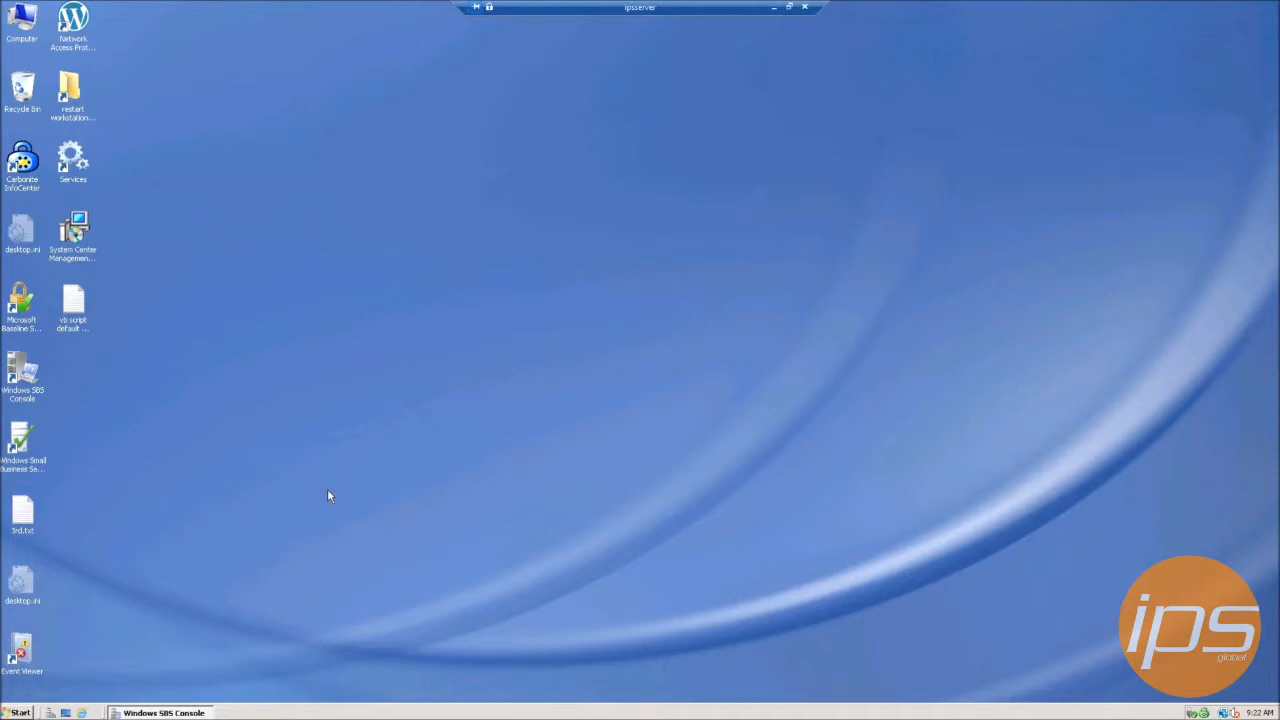 ipsserver
Computer
Network
Access Prot...
Recycle Bin
restart
workstation...
Carbonite
InfoCenter
Services
desktop.ini
System Center
Managemen...
Microsoft
Baseline S...
vb script
default ...
Windows SBS
Console
Windows Small
Business Se...
3rd.txt
desktop.ini
Event Viewer
ips
global
Start
Windows SBS Console
9:22 AM